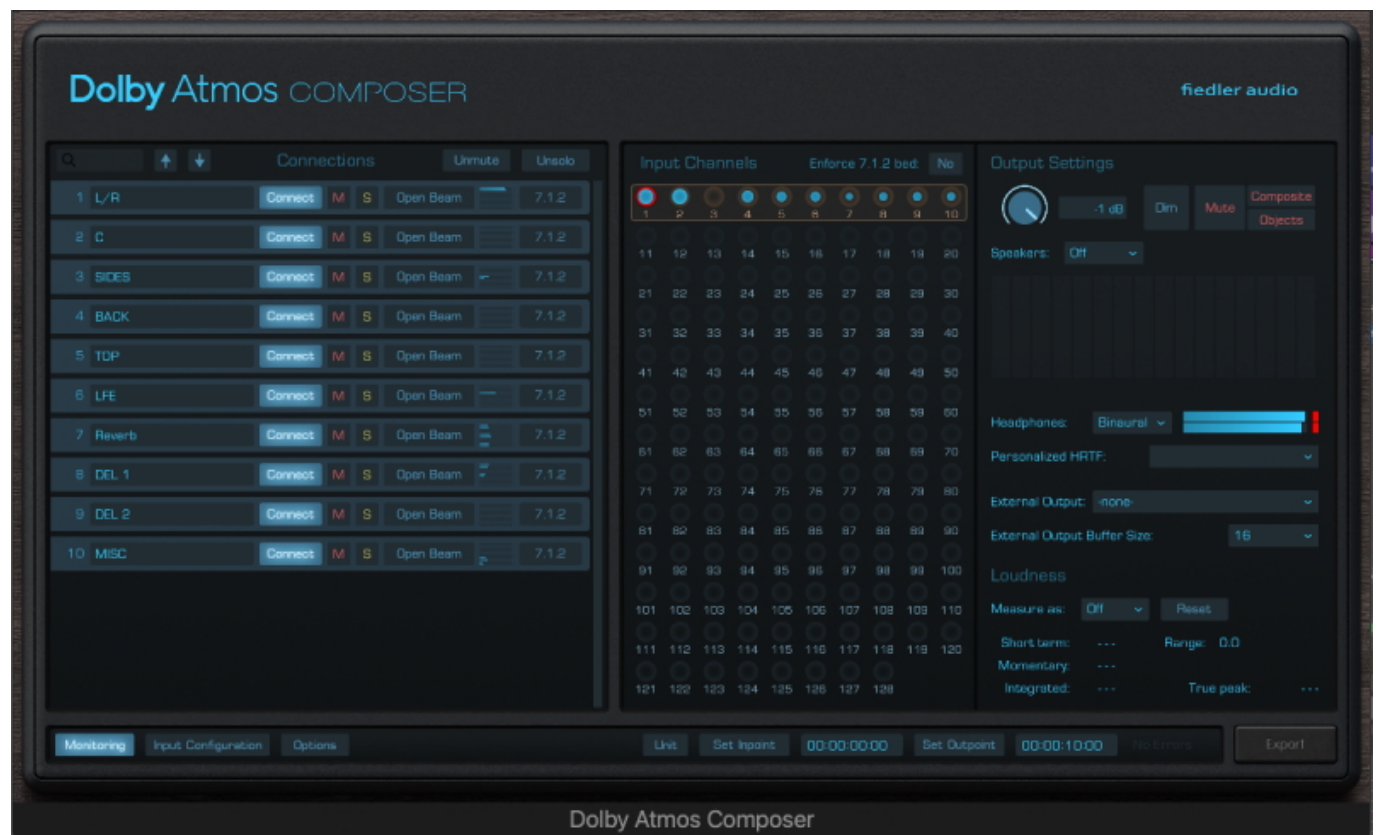 Dolby Atmos COMPOSER
fiedler audio
Connections Unmute Unsolo
1 L/R Connect M S Open Beam 7.1.2
2 C Connect M S Open Beam 7.1.2
3 SIDES Connect M S Open Beam 7.1.2
4 BACK Connect M S Open Beam 7.1.2
5 TOP Connect M S Open Beam 7.1.2
6 LFE Connect M S Open Beam 7.1.2
7 Reverb Connect M S Open Beam 7.1.2
8 DEL 1 Connect M S Open Beam 7.1.2
9 DEL 2 Connect M S Open Beam 7.1.2
10 MISC Connect M S Open Beam 7.1.2
Input Channels Enforce 7.1.2 bed: No
1 2 3 4 5 6 7 8 9 10
11 12 13 14 15 16 17 18 19 20
21 22 23 24 25 26 27 28 29 30
31 32 33 34 35 36 37 38 39 40
41 42 43 44 45 46 47 48 49 50
51 52 53 54 55 56 57 58 59 60
61 62 63 64 65 66 67 68 69 70
71 72 73 74 75 76 77 78 79 80
81 82 83 84 85 86 87 88 89 90
91 92 93 94 95 96 97 98 99 100
101 102 103 104 105 106 107 108 109 110
111 112 113 114 115 116 117 118 119 120
121 122 123 124 125 126 127 128
Output Settings
-1 dB Dim Mute Composite
Objects
Speakers: Off
Headphones: Binaural
Personalized HRTF:
External Output: -none-
External Output Buffer Size: 16
Loudness
Measure as: Off Reset
Short term: --- Range: 0.0
Momentary: ---
Integrated: --- True peak: ---
Monitoring Input Configuration Options Unit Set Inpoint 00:00:00:00 Set Outpoint 00:00:10:00 No Errors Export
Dolby Atmos Composer